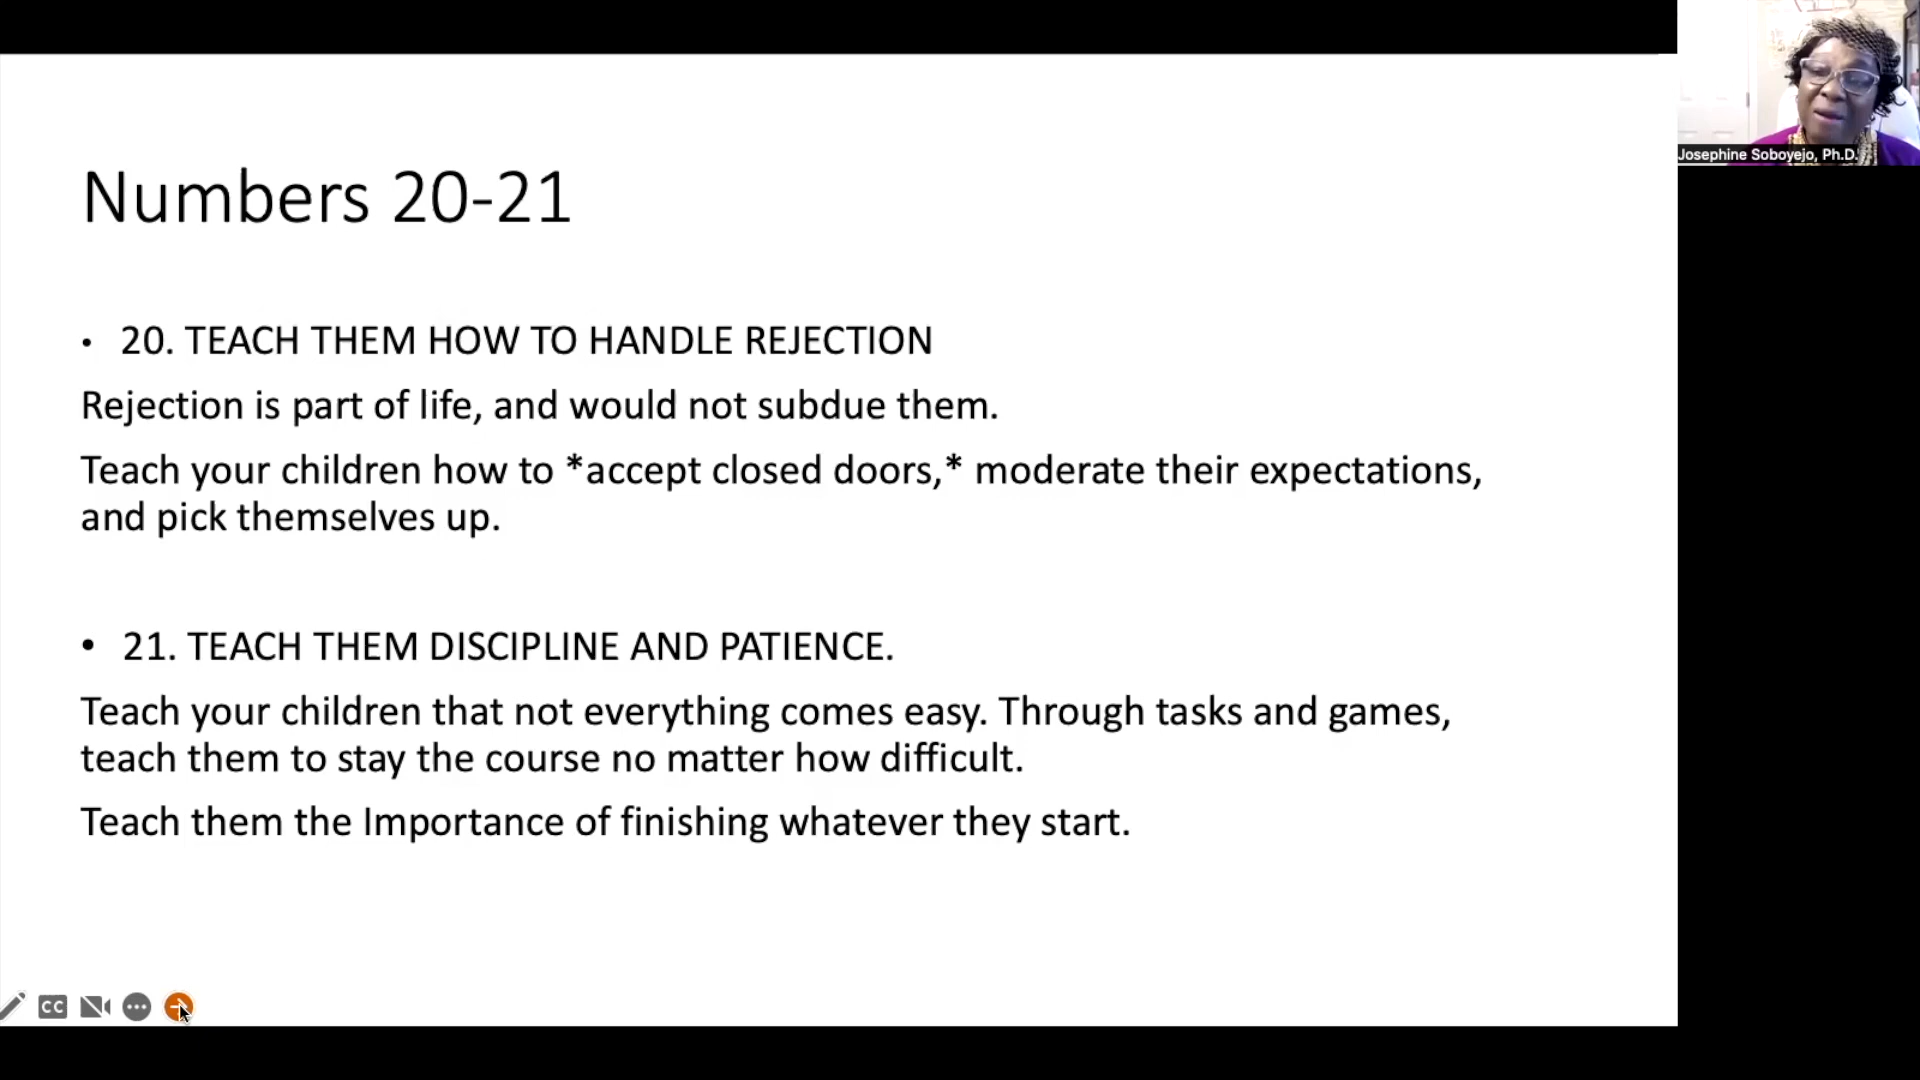 Numbers 20-21
• 20. TEACH THEM HOW TO HANDLE REJECTION
Rejection is part of life, and would not subdue them.
Teach your children how to *accept closed doors,* moderate their expectations,
and pick themselves up.
• 21. TEACH THEM DISCIPLINE AND PATIENCE.
Teach your children that not everything comes easy. Through tasks and games,
teach them to stay the course no matter how difficult.
Teach them the Importance of finishing whatever they start.
CC
Josephine Soboyejo, Ph.D.